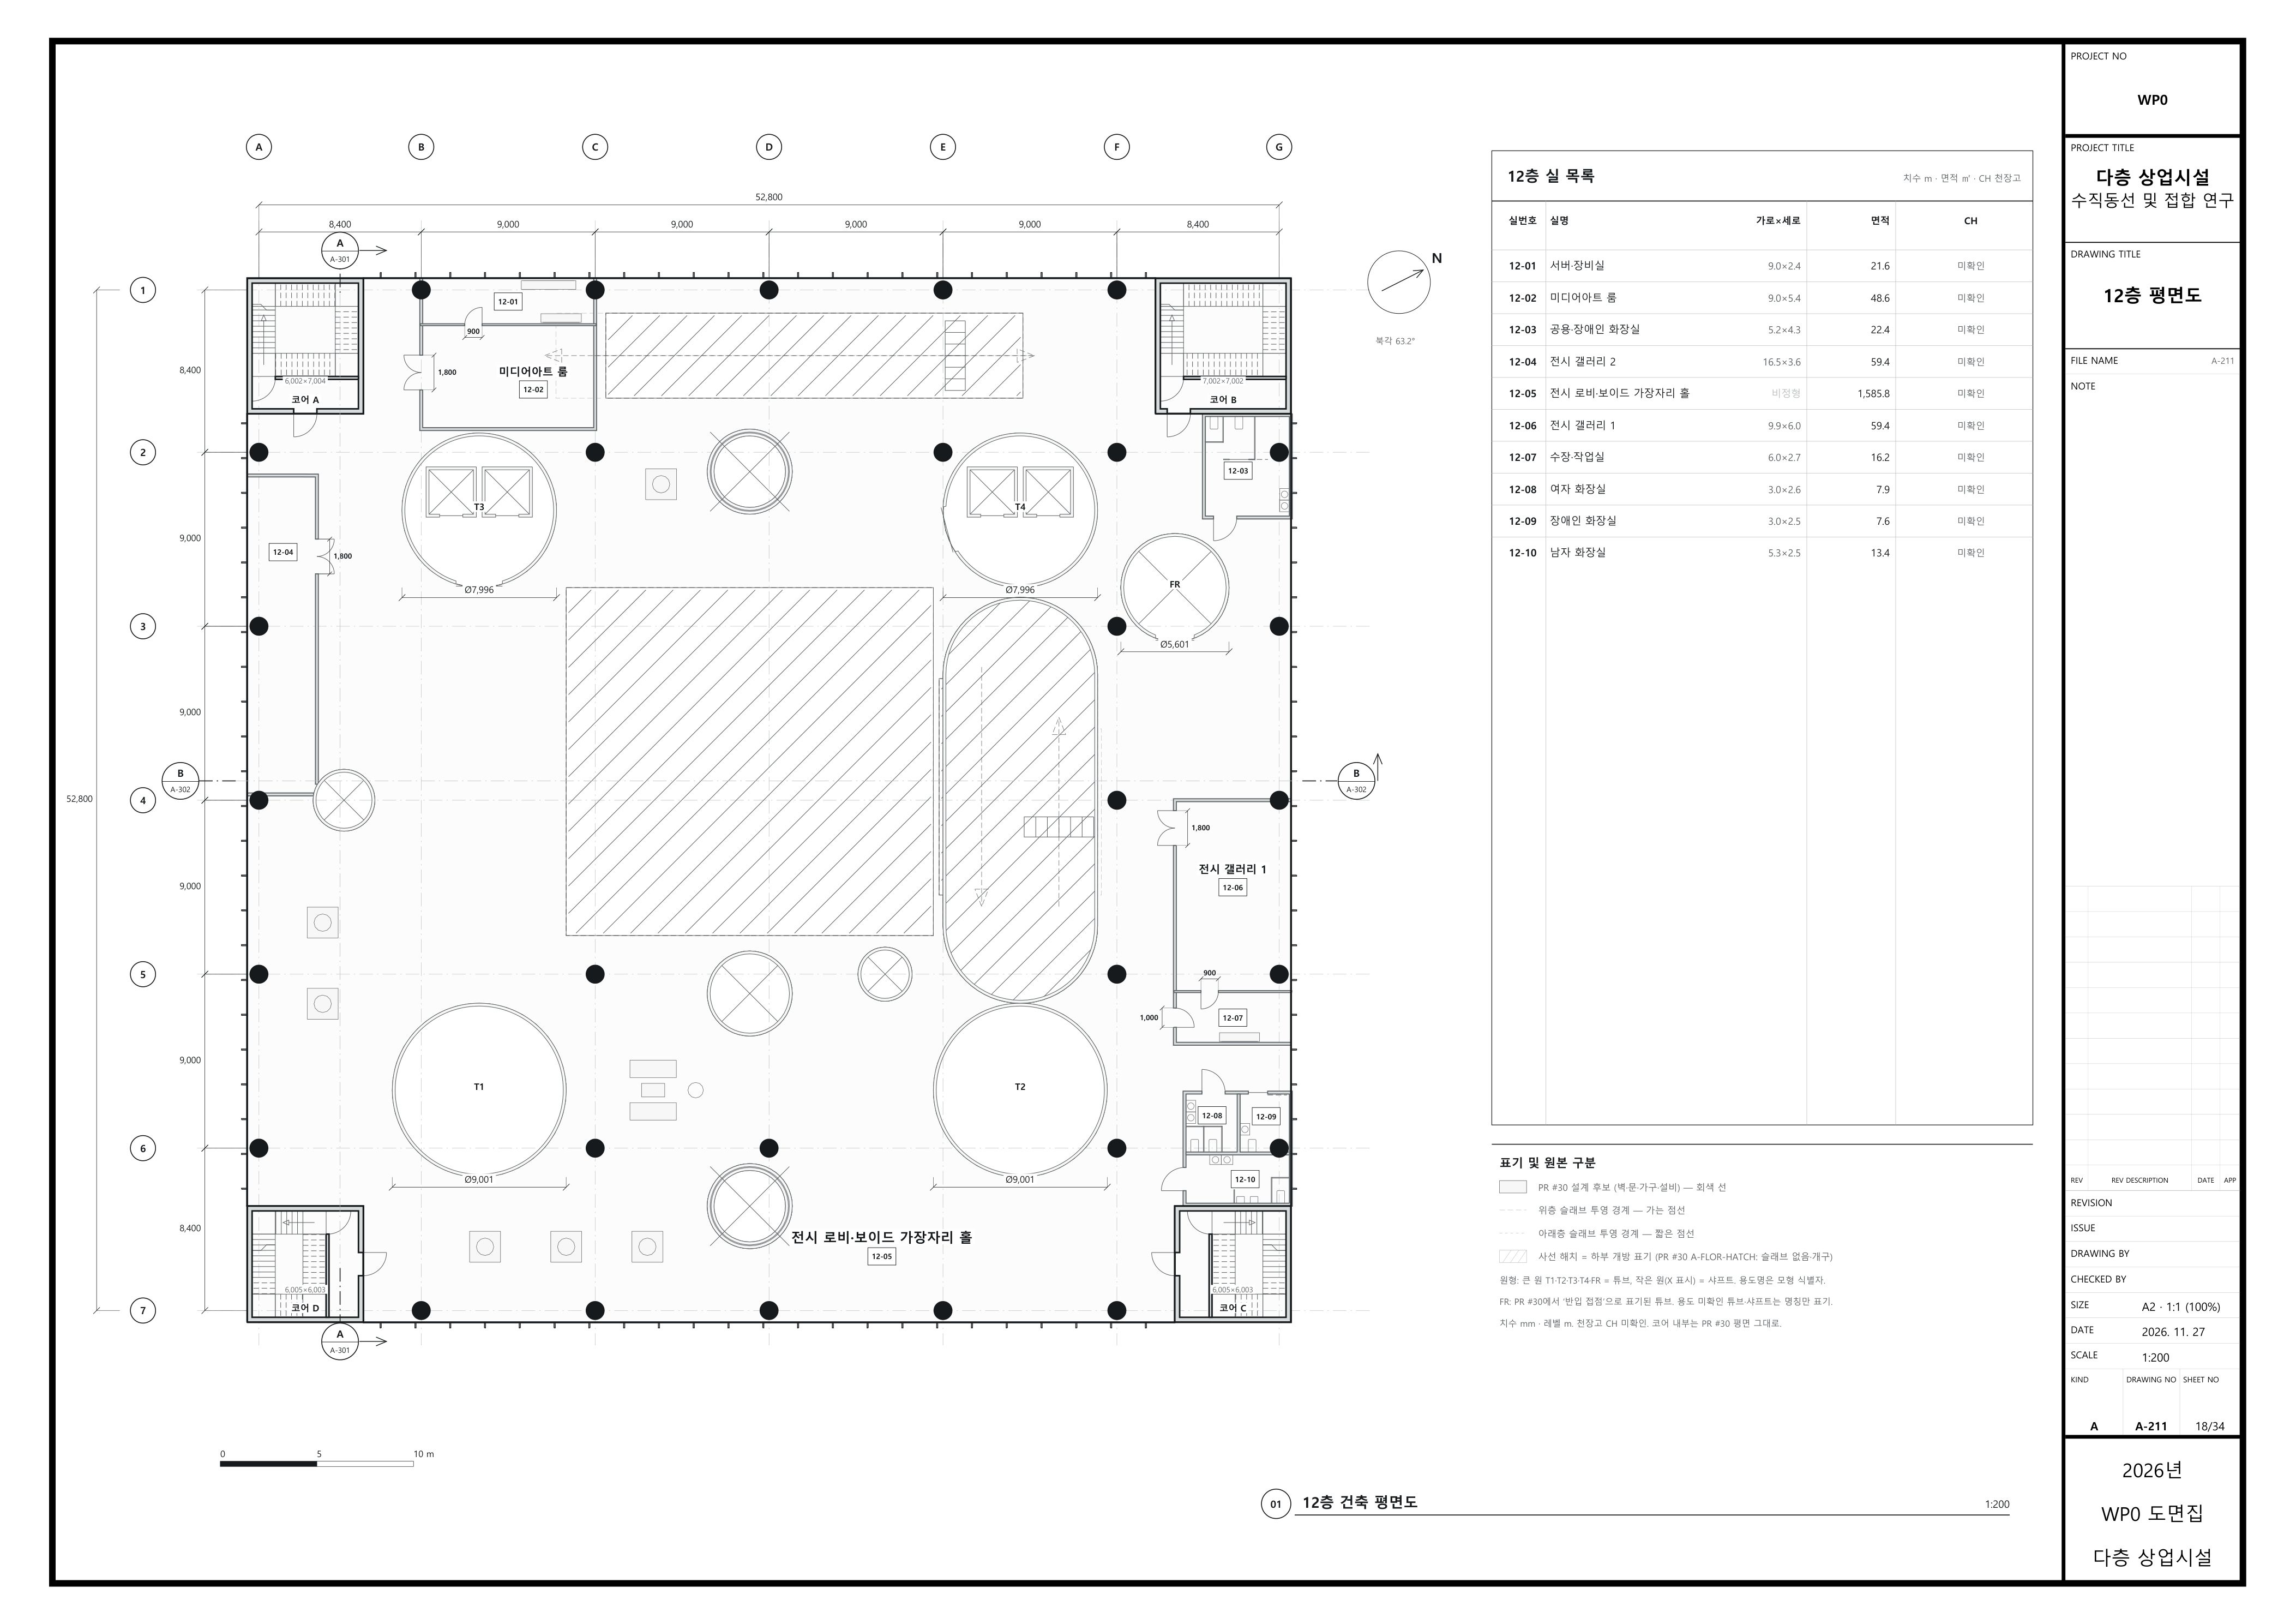 A
B
C
D
E
F
G
52,800
8,400
9,000
9,000
9,000
9,000
8,400
A
A-301
N
북각 63.2°
1
2
3
4
5
6
7
52,800
8,400
9,000
9,000
9,000
9,000
8,400
12-01
900
1,800
미디어아트 룸
12-02
6,002×7,004
코어 A
7,002×7,002
코어 B
12-03
T3
T4
12-04
1,800
FR
Ø7,996
Ø7,996
Ø5,601
B
A-302
B
A-302
1,800
전시 갤러리 1
12-06
900
1,000
12-07
T1
T2
12-08
12-09
12-10
Ø9,001
Ø9,001
전시 로비·보이드 가장자리 홀
12-05
6,005×6,003
코어 D
6,005×6,003
코어 C
A
A-301
0 5 10 m
01 12층 건축 평면도 1:200
12층 실 목록 치수 m · 면적 ㎡ · CH 천장고
실번호 실명 가로×세로 면적 CH
12-01 서버·장비실 9.0×2.4 21.6 미확인
12-02 미디어아트 룸 9.0×5.4 48.6 미확인
12-03 공용·장애인 화장실 5.2×4.3 22.4 미확인
12-04 전시 갤러리 2 16.5×3.6 59.4 미확인
12-05 전시 로비·보이드 가장자리 홀 비정형 1,585.8 미확인
12-06 전시 갤러리 1 9.9×6.0 59.4 미확인
12-07 수장·작업실 6.0×2.7 16.2 미확인
12-08 여자 화장실 3.0×2.6 7.9 미확인
12-09 장애인 화장실 3.0×2.5 7.6 미확인
12-10 남자 화장실 5.3×2.5 13.4 미확인
표기 및 원본 구분
PR #30 설계 후보 (벽·문·가구·설비) — 회색 선
위층 슬래브 투영 경계 — 가는 점선
아래층 슬래브 투영 경계 — 짧은 점선
사선 해치 = 하부 개방 표기 (PR #30 A-FLOR-HATCH: 슬래브 없음·개구)
원형: 큰 원 T1·T2·T3·T4·FR = 튜브, 작은 원(X 표시) = 샤프트. 용도명은 모형 식별자.
FR: PR #30에서 '반입 접점'으로 표기된 튜브. 용도 미확인 튜브·샤프트는 명칭만 표기.
치수 mm · 레벨 m. 천장고 CH 미확인. 코어 내부는 PR #30 평면 그대로.
PROJECT NO
WP0
PROJECT TITLE
다층 상업시설
수직동선 및 접합 연구
DRAWING TITLE
12층 평면도
FILE NAME A-211
NOTE
REV REV DESCRIPTION DATE APP
REVISION
ISSUE
DRAWING BY
CHECKED BY
SIZE A2 · 1:1 (100%)
DATE 2026. 11. 27
SCALE 1:200
KIND DRAWING NO SHEET NO
A A-211 18/34
2026년
WP0 도면집
다층 상업시설